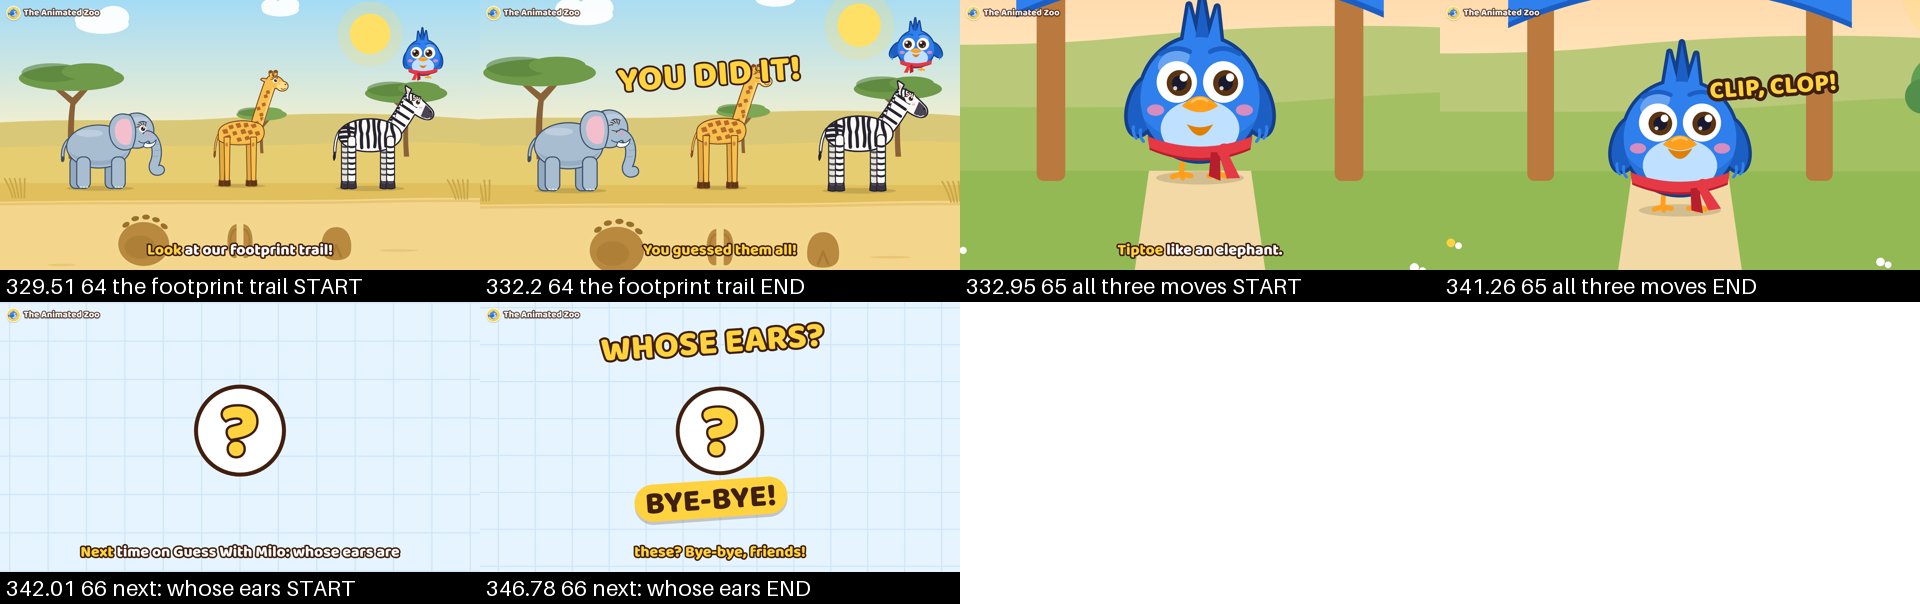 The Animated Zoo
Look at our footprint trail!
329.51 64 the footprint trail START
The Animated Zoo
YOU DID IT!
You guessed them all!
332.2 64 the footprint trail END
The Animated Zoo
Tiptoe like an elephant.
332.95 65 all three moves START
The Animated Zoo
CLIP, CLOP!
341.26 65 all three moves END
The Animated Zoo
?
Next time on Guess With Milo: whose ears are
342.01 66 next: whose ears START
The Animated Zoo
WHOSE EARS?
?
BYE-BYE!
these? Bye-bye, friends!
346.78 66 next: whose ears END